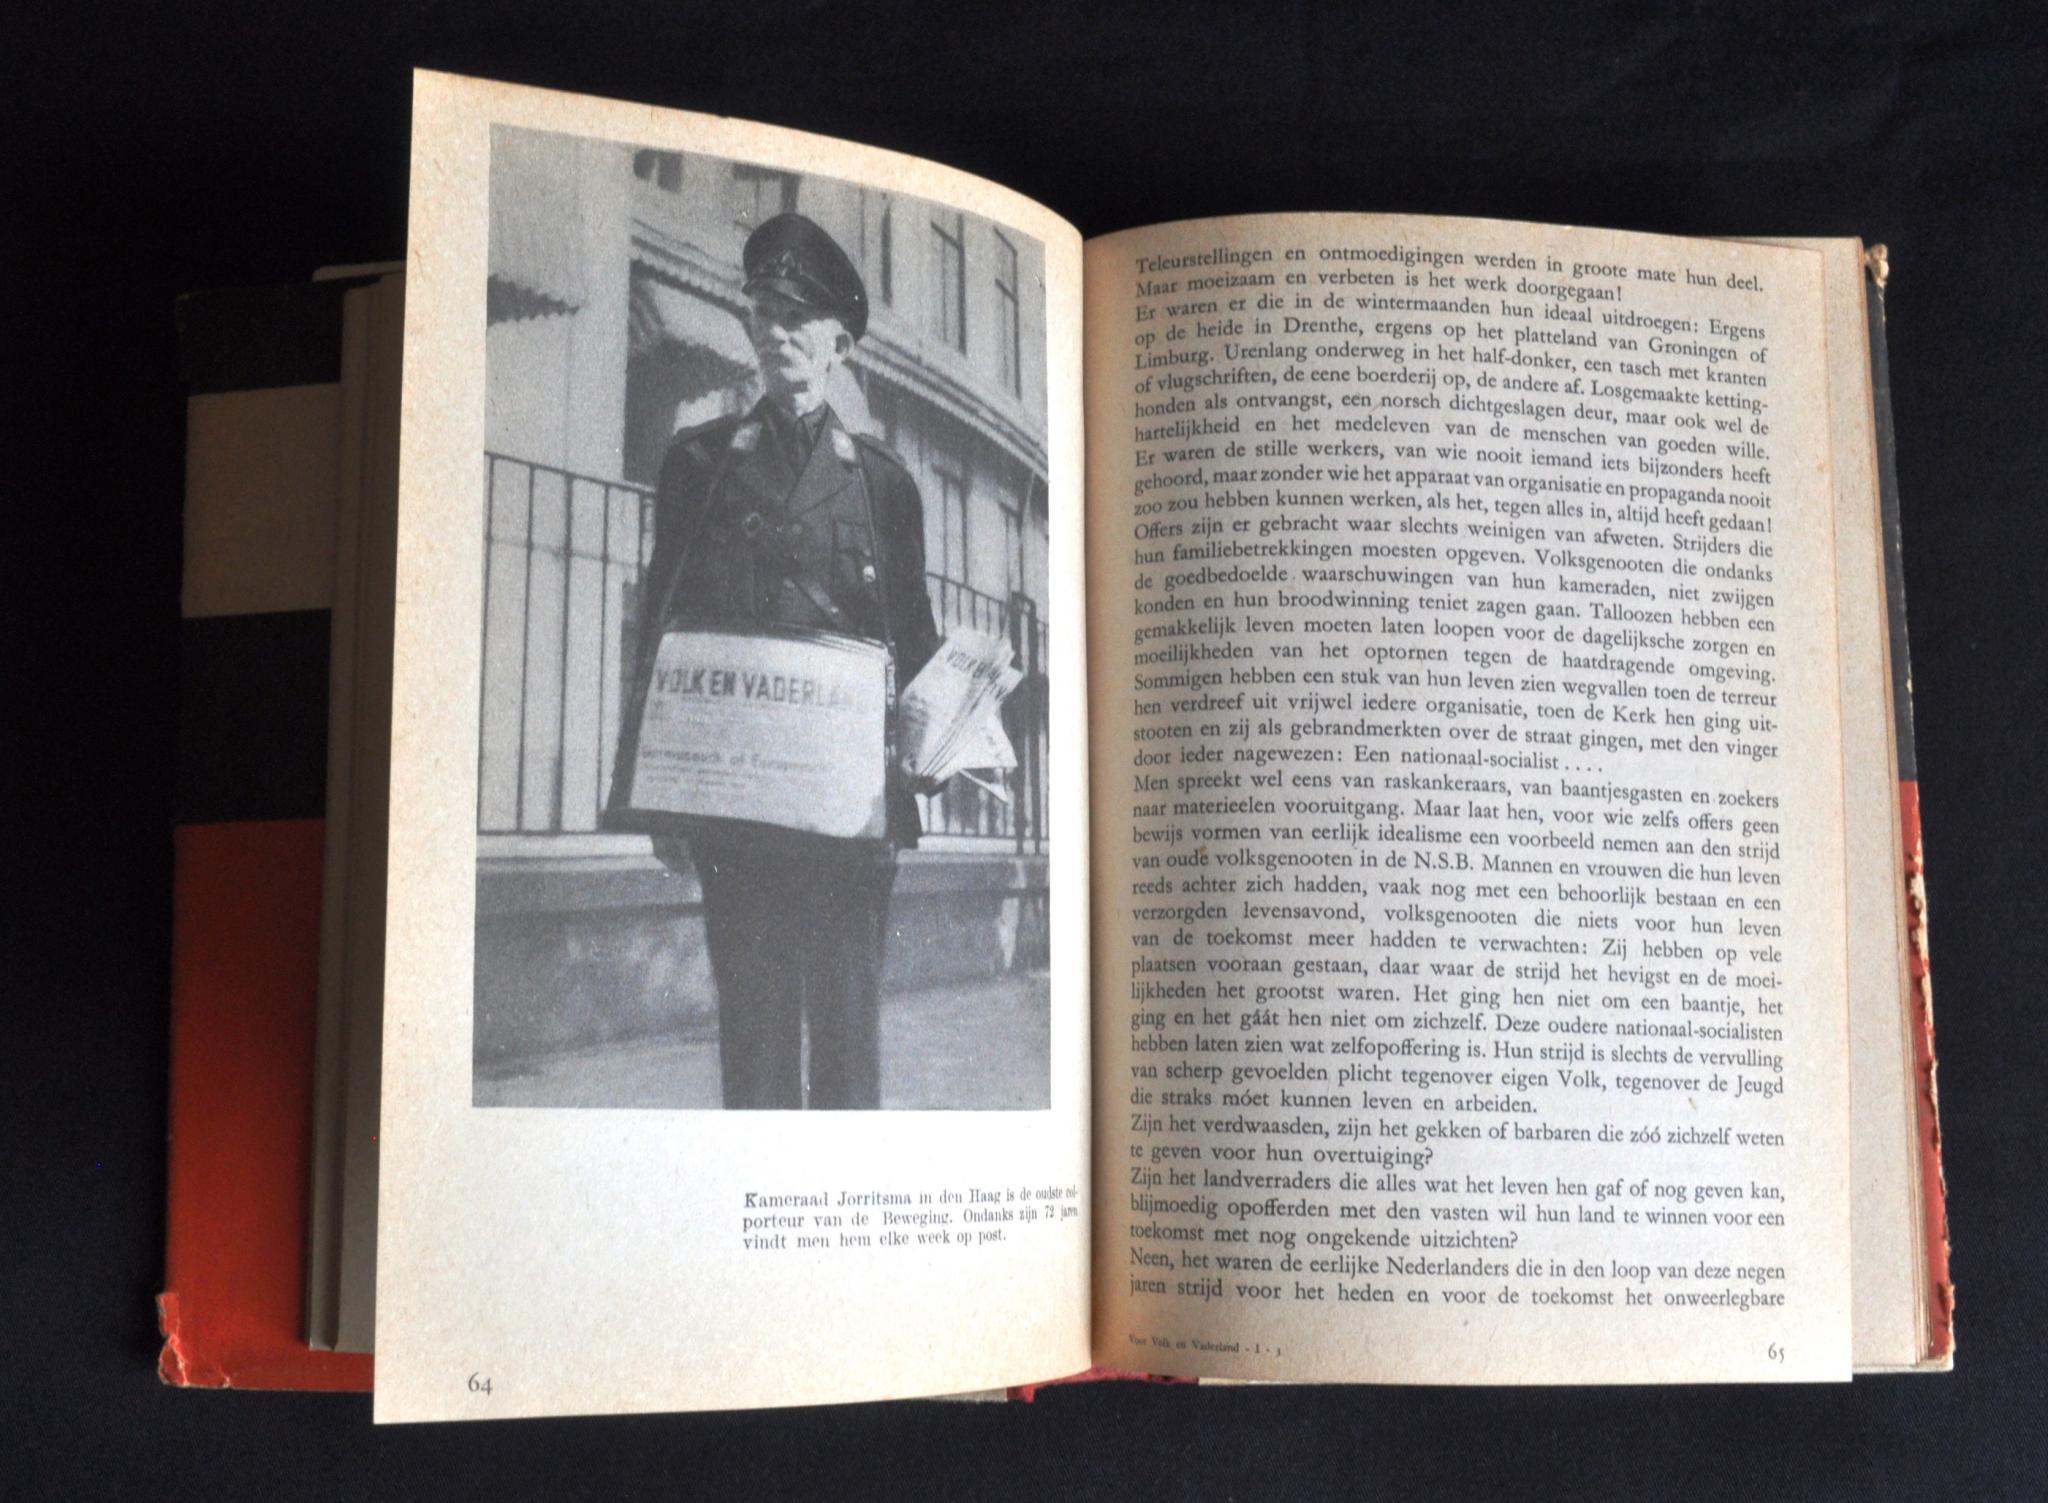 VOLK EN VADERLA
VOLK EN V
Germaansch of Europeesch
Kameraad Jorritsma in den Haag is de oudste col-
porteur van de Beweging. Ondanks zijn 72 jaren
vindt men hem elke week op post.
64
Teleurstellingen en ontmoedigingen werden in groote mate hun deel.
Maar moeizaam en verbeten is het werk doorgegaan!
Er waren er die in de wintermaanden hun ideaal uitdroegen: Ergens
op de heide in Drenthe, ergens op het platteland van Groningen of
Limburg. Urenlang onderweg in het half-donker, een tasch met kranten
of vlugschriften, de eene boerderij op, de andere af. Losgemaakte ketting-
honden als ontvangst, een norsch dichtgeslagen deur, maar ook wel de
hartelijkheid en het medeleven van de menschen van goeden wille.
Er waren de stille werkers, van wie nooit iemand iets bijzonders heeft
gehoord, maar zonder wie het apparaat van organisatie en propaganda nooit
zoo zou hebben kunnen werken, als het, tegen alles in, altijd heeft gedaan!
Offers zijn er gebracht waar slechts weinigen van afweten. Strijders die
hun familiebetrekkingen moesten opgeven. Volksgenooten die ondanks
de goedbedoelde waarschuwingen van hun kameraden, niet zwijgen
konden en hun broodwinning teniet zagen gaan. Talloozen hebben een
gemakkelijk leven moeten laten loopen voor de dagelijksche zorgen en
moeilijkheden van het optornen tegen de haatdragende omgeving.
Sommigen hebben een stuk van hun leven zien wegvallen toen de terreur
hen verdreef uit vrijwel iedere organisatie, toen de Kerk hen ging uit-
stooten en zij als gebrandmerkten over de straat gingen, met den vinger
door ieder nagewezen: Een nationaal-socialist . . . .
Men spreekt wel eens van raskankeraars, van baantjesgasten en zoekers
naar materieelen vooruitgang. Maar laat hen, voor wie zelfs offers geen
bewijs vormen van eerlijk idealisme een voorbeeld nemen aan den strijd
van oude volksgenooten in de N.S.B. Mannen en vrouwen die hun leven
reeds achter zich hadden, vaak nog met een behoorlijk bestaan en een
verzorgden levensavond, volksgenooten die niets voor hun leven
van de toekomst meer hadden te verwachten: Zij hebben op vele
plaatsen vooraan gestaan, daar waar de strijd het hevigst en de moei-
lijkheden het grootst waren. Het ging hen niet om een baantje, het
ging en het gáát hen niet om zichzelf. Deze oudere nationaal-socialisten
hebben laten zien wat zelfopoffering is. Hun strijd is slechts de vervulling
van scherp gevoelden plicht tegenover eigen Volk, tegenover de Jeugd
die straks móet kunnen leven en arbeiden.
Zijn het verdwaasden, zijn het gekken of barbaren die zóó zichzelf weten
te geven voor hun overtuiging?
Zijn het landverraders die alles wat het leven hen gaf of nog geven kan,
blijmoedig opofferden met den vasten wil hun land te winnen voor een
toekomst met nog ongekende uitzichten?
Neen, het waren de eerlijke Nederlanders die in den loop van deze negen
jaren strijd voor het heden en voor de toekomst het onweerlegbare
Voor Volk en Vaderland - I - 3
65